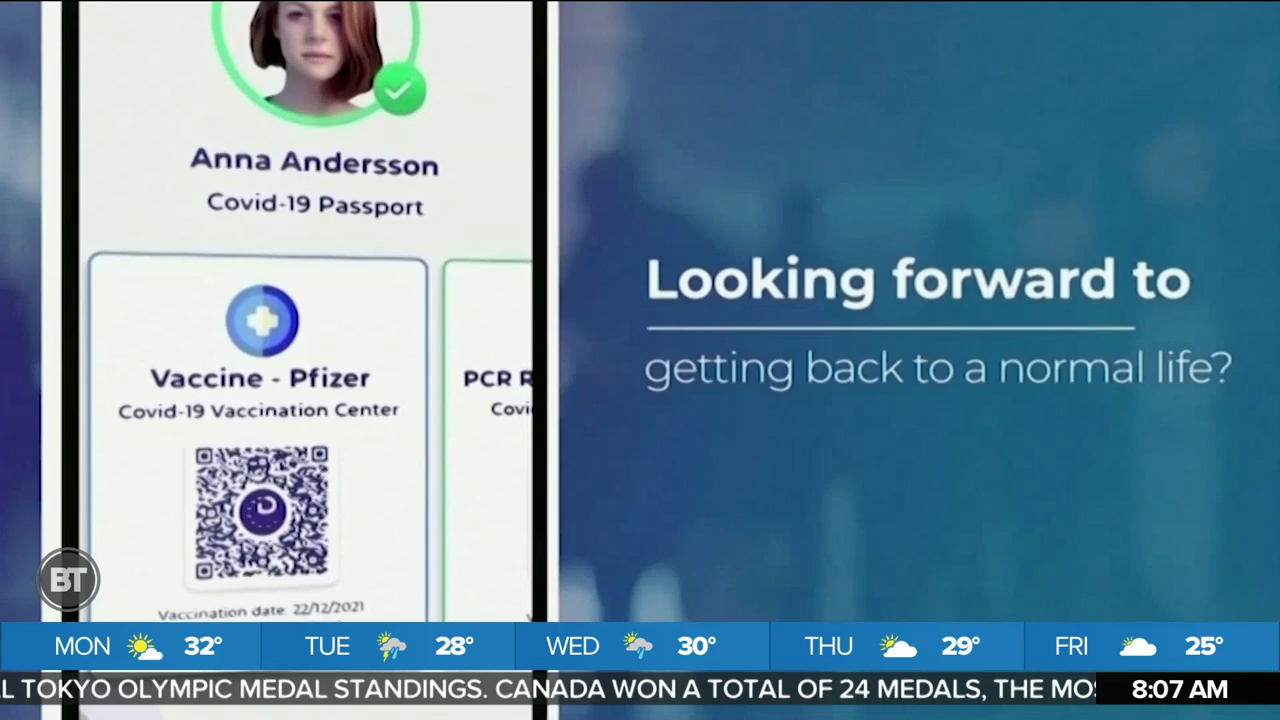 Anna Andersson
Covid-19 Passport
Vaccine - Pfizer
Covid-19 Vaccination Center
Vaccination date: 22/12/2021
PCR R
Covi
Looking forward to
getting back to a normal life?
BT
MON 32° TUE 28° WED 30° THU 29° FRI 25°
L TOKYO OLYMPIC MEDAL STANDINGS. CANADA WON A TOTAL OF 24 MEDALS, THE MOS
8:07 AM